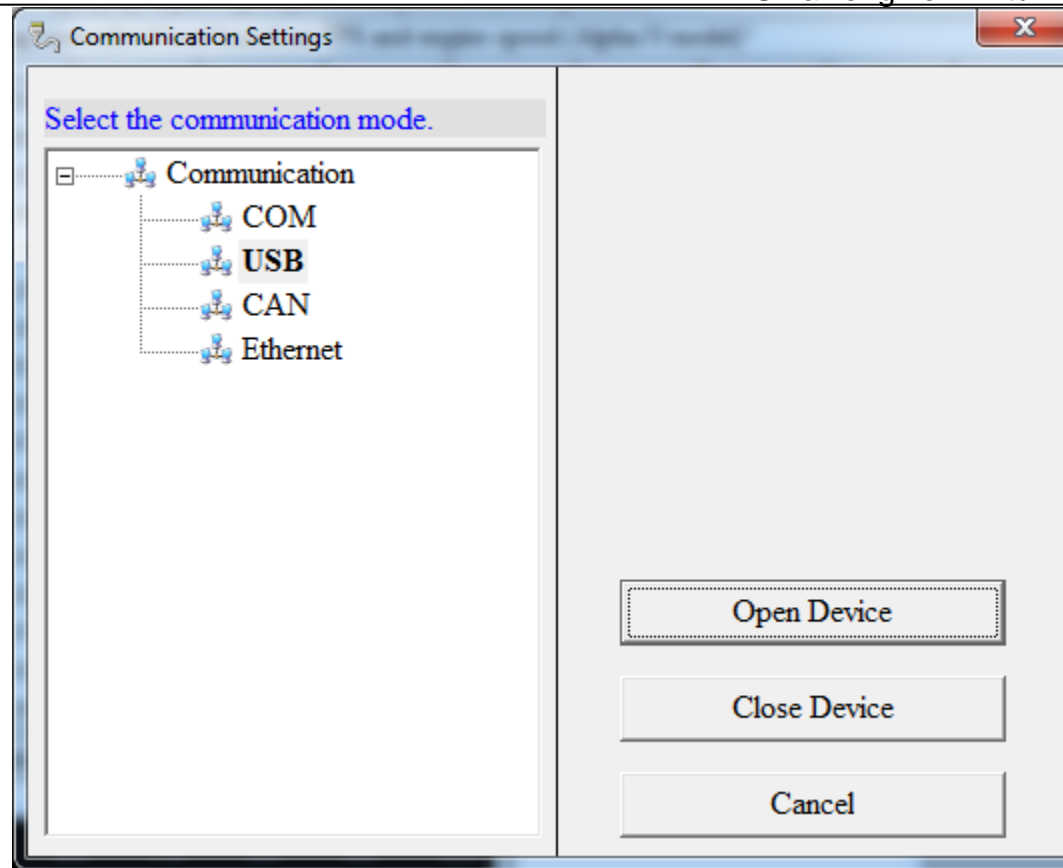 Communication Settings
Select the communication mode.
Communication
COM
USB
CAN
Ethernet
Open Device
Close Device
Cancel